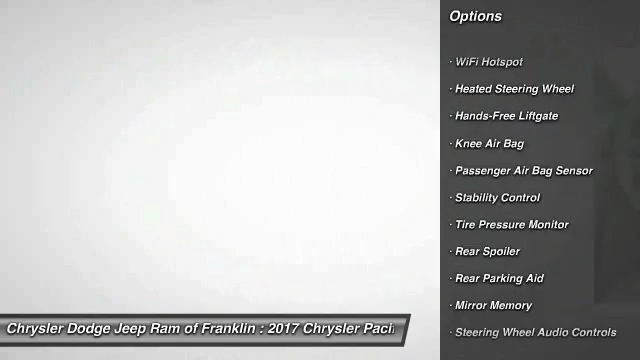 Options
· WiFi Hotspot
· Heated Steering Wheel
· Hands-Free Liftgate
· Knee Air Bag
· Passenger Air Bag Sensor
· Stability Control
· Tire Pressure Monitor
· Rear Spoiler
· Rear Parking Aid
· Mirror Memory
· Steering Wheel Audio Controls
Chrysler Dodge Jeep Ram of Franklin : 2017 Chrysler Paci